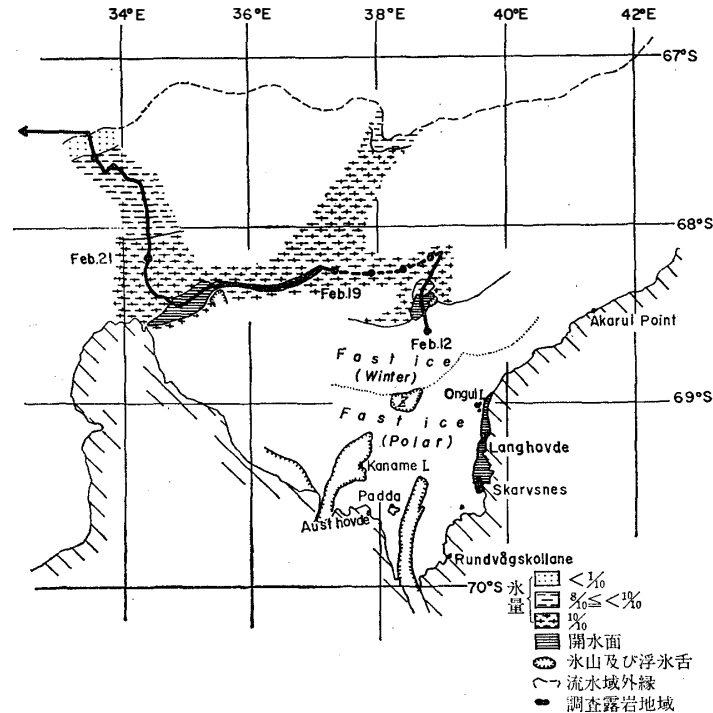 34°E 36°E 38°E 40°E 42°E
67°S
68°S
Feb.21
Feb.19
Feb.12
Akarui Point
Fast ice
(Winter)
Ongul I.
69°S
Fast ice
(Polar)
Langhovde
Kaname I.
Skarvsnes
Padda
Austhovde
Rundvågskollane
70°S
氷量
<1/10
8/10≦<10/10
10/10
開水面
氷山及び浮氷舌
流水域外縁
調査露岩地域